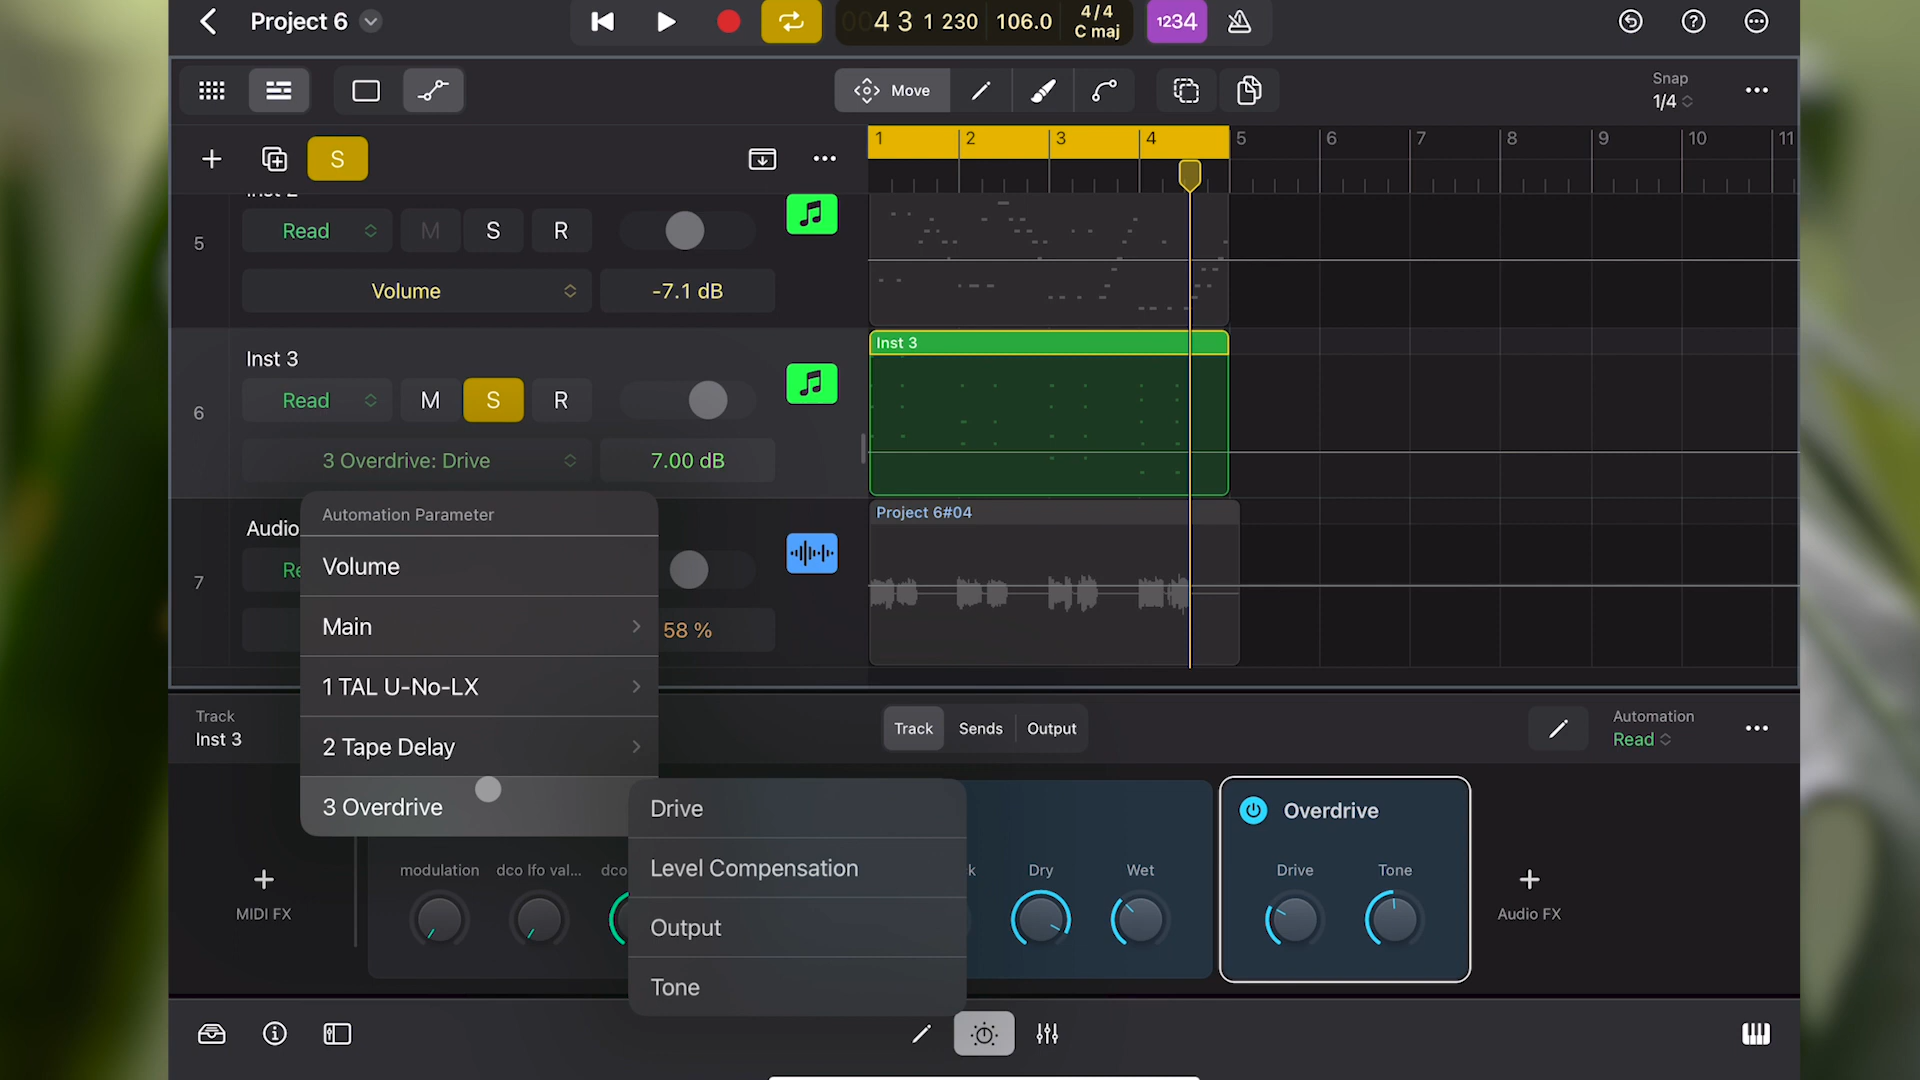 Project 6
43 1 230
106.0
4/4
C maj
1234
Move
Snap
1/4
S
1 2 3 4 5 6 7 8 9 10 11
5
Read M S R
Volume -7.1 dB
Inst 3
6
Read M S R
3 Overdrive: Drive 7.00 dB
Inst 3
Project 6#04
Audio
7
58 %
Automation Parameter
Volume
Main
1 TAL U-No-LX
2 Tape Delay
3 Overdrive
Drive
Level Compensation
Output
Tone
Track
Inst 3
Track Sends Output
Automation
Read
MIDI FX
modulation dco lfo val... dco
Dry Wet
Overdrive
Drive Tone
Audio FX